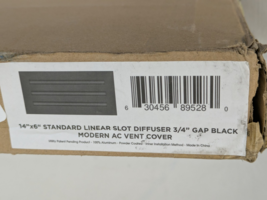 6 30456 89528 0
14"x6" STANDARD LINEAR SLOT DIFFUSER 3/4" GAP BLACK
MODERN AC VENT COVER